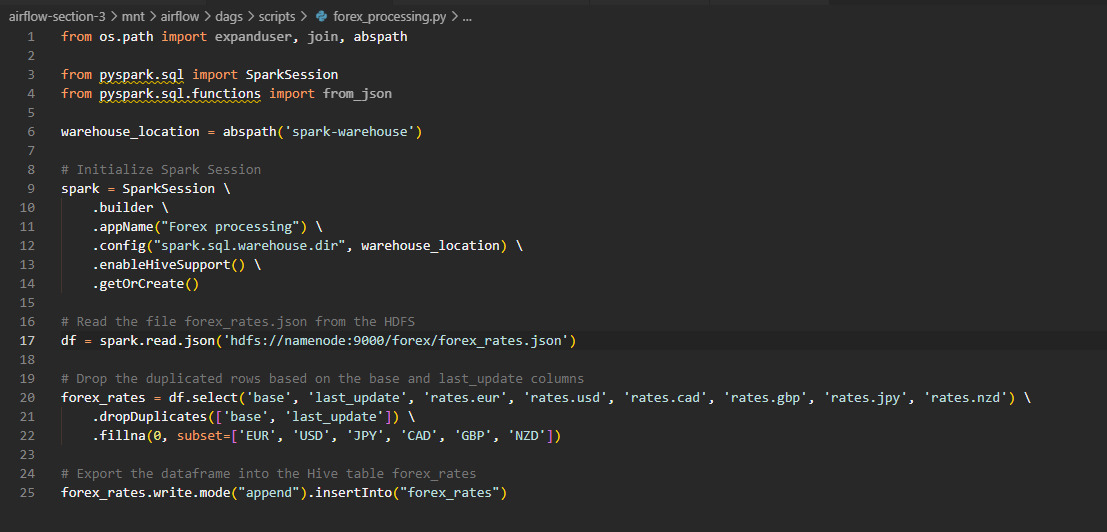 airflow-section-3 > mnt > airflow > dags > scripts > forex_processing.py > ...
1 from os.path import expanduser, join, abspath
2
3 from pyspark.sql import SparkSession
4 from pyspark.sql.functions import from_json
5
6 warehouse_location = abspath('spark-warehouse')
7
8 # Initialize Spark Session
9 spark = SparkSession \
10     .builder \
11     .appName("Forex processing") \
12     .config("spark.sql.warehouse.dir", warehouse_location) \
13     .enableHiveSupport() \
14     .getOrCreate()
15
16 # Read the file forex_rates.json from the HDFS
17 df = spark.read.json('hdfs://namenode:9000/forex/forex_rates.json')
18
19 # Drop the duplicated rows based on the base and last_update columns
20 forex_rates = df.select('base', 'last_update', 'rates.eur', 'rates.usd', 'rates.cad', 'rates.gbp', 'rates.jpy', 'rates.nzd') \
21     .dropDuplicates(['base', 'last_update']) \
22     .fillna(0, subset=['EUR', 'USD', 'JPY', 'CAD', 'GBP', 'NZD'])
23
24 # Export the dataframe into the Hive table forex_rates
25 forex_rates.write.mode("append").insertInto("forex_rates")